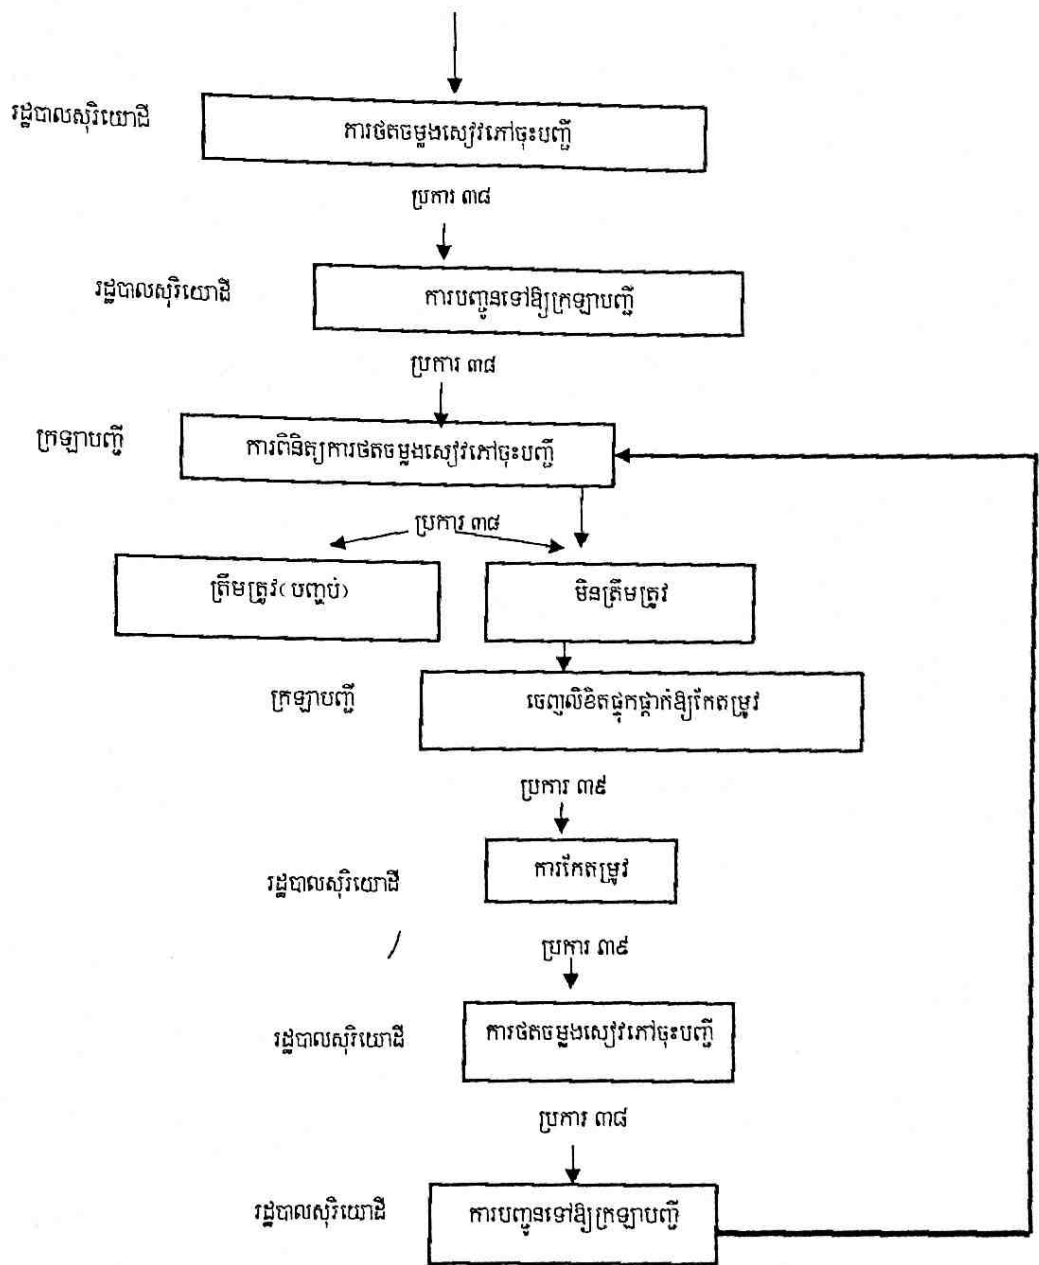 រដ្ឋបាលសុរិយោដី
ការថតចម្លងសៀវភៅចុះបញ្ជី
ប្រការ ៣៨
រដ្ឋបាលសុរិយោដី
ការបញ្ជូនទៅឱ្យក្រឡាបញ្ជី
ប្រការ ៣៨
ក្រឡាបញ្ជី
ការពិនិត្យការថតចម្លងសៀវភៅចុះបញ្ជី
ប្រការ ៣៨
ត្រឹមត្រូវ(បញ្ចប់)
មិនត្រឹមត្រូវ
ក្រឡាបញ្ជី
ចេញលិខិតផ្ទុកផ្តាក់ឱ្យកែតម្រូវ
ប្រការ ៣៩
រដ្ឋបាលសុរិយោដី
ការកែតម្រូវ
ប្រការ ៣៩
រដ្ឋបាលសុរិយោដី
ការថតចម្លងសៀវភៅចុះបញ្ជី
ប្រការ ៣៨
រដ្ឋបាលសុរិយោដី
ការបញ្ជូនទៅឱ្យក្រឡាបញ្ជី